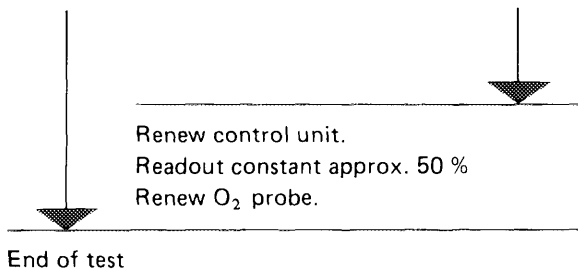 Renew control unit.
Readout constant approx. 50 %
Renew O₂ probe.
End of test